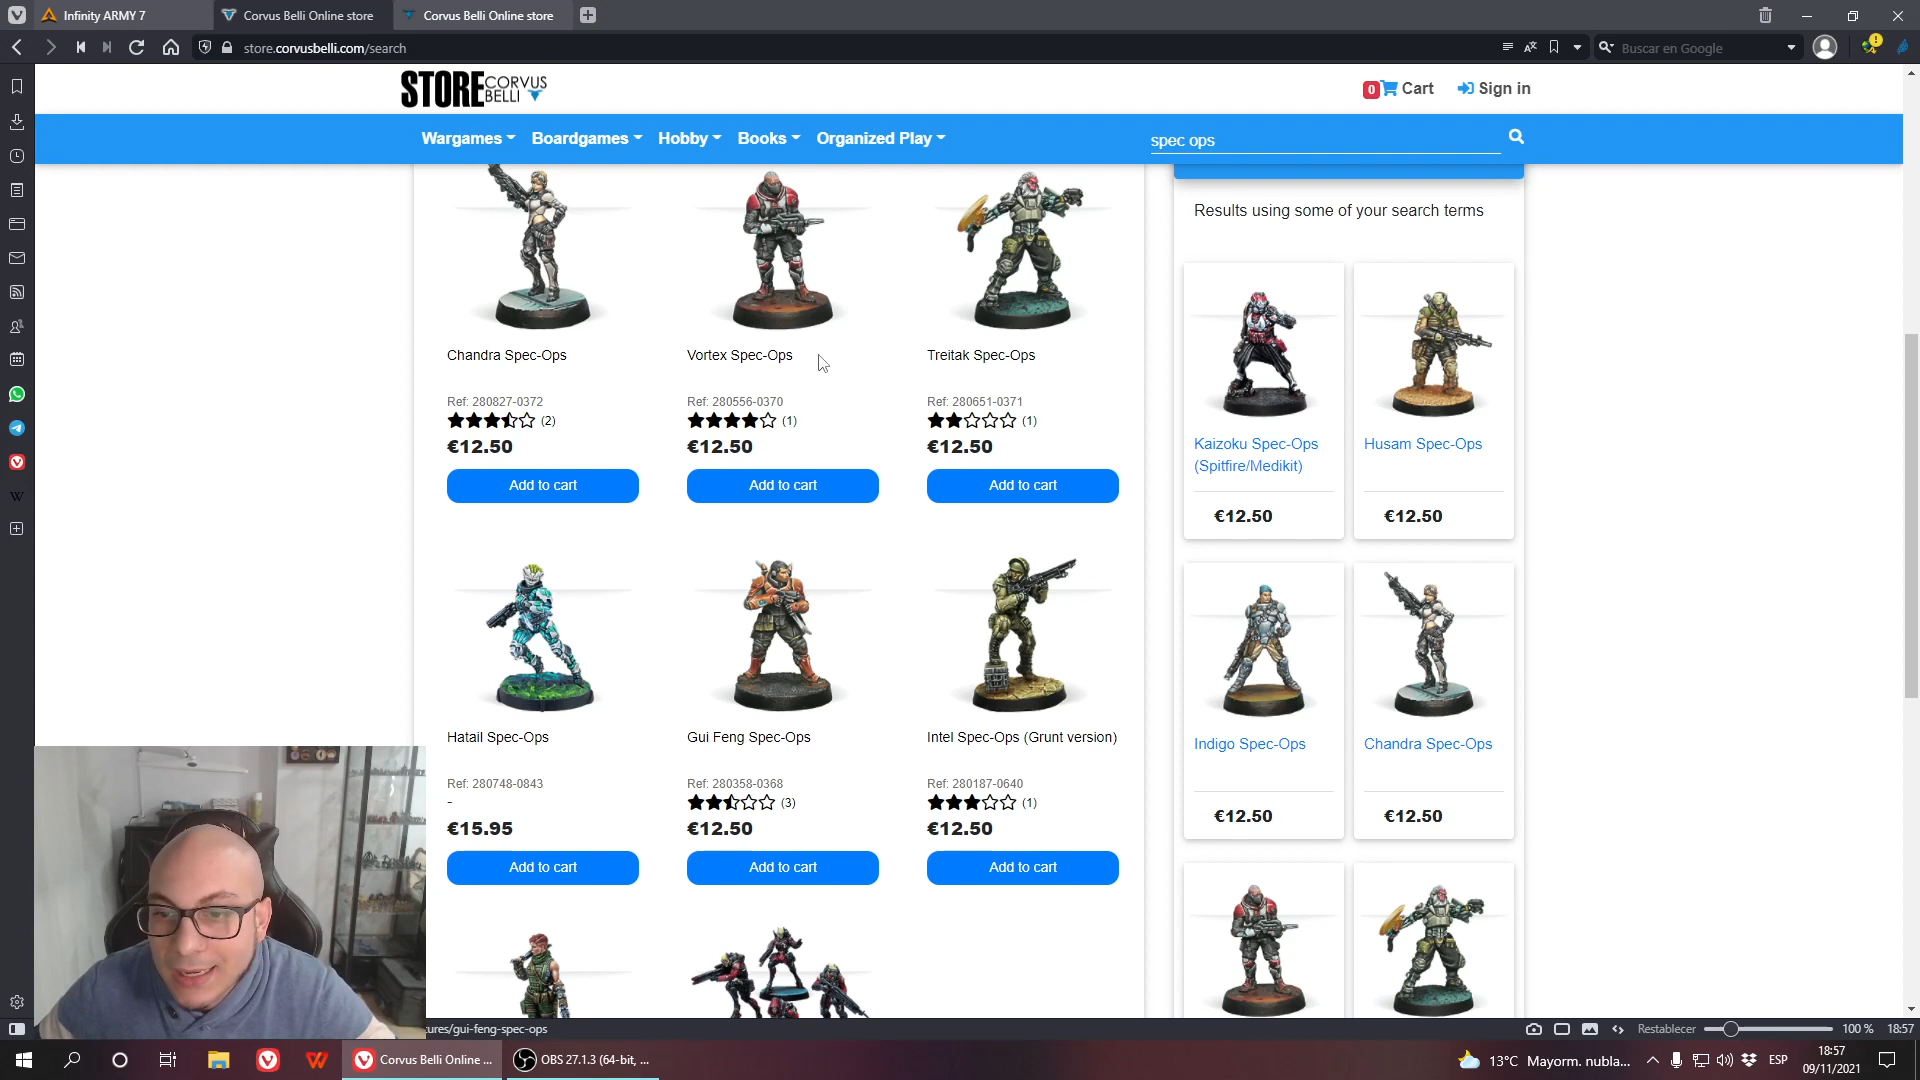 Infinity ARMY 7
Corvus Belli Online store
Corvus Belli Online store
store.corvusbelli.com/search
Buscar en Google
STORE CORVUS BELLI
0 Cart
Sign in
Wargames
Boardgames
Hobby
Books
Organized Play
spec ops
Results using some of your search terms
Chandra Spec-Ops
Ref: 280827-0372
(2)
€12.50
Add to cart
Vortex Spec-Ops
Ref: 280556-0370
(1)
€12.50
Add to cart
Treitak Spec-Ops
Ref: 280651-0371
(1)
€12.50
Add to cart
Kaizoku Spec-Ops
(Spitfire/Medikit)
€12.50
Husam Spec-Ops
€12.50
Hatail Spec-Ops
Ref: 280748-0843
-
€15.95
Add to cart
Gui Feng Spec-Ops
Ref: 280358-0368
(3)
€12.50
Add to cart
Intel Spec-Ops (Grunt version)
Ref: 280187-0640
(1)
€12.50
Add to cart
Indigo Spec-Ops
€12.50
Chandra Spec-Ops
€12.50
ures/gui-feng-spec-ops
Restablecer
100 %
18:57
Corvus Belli Online ...
OBS 27.1.3 (64-bit, ...
13°C Mayorm. nubla...
ESP
18:57
09/11/2021